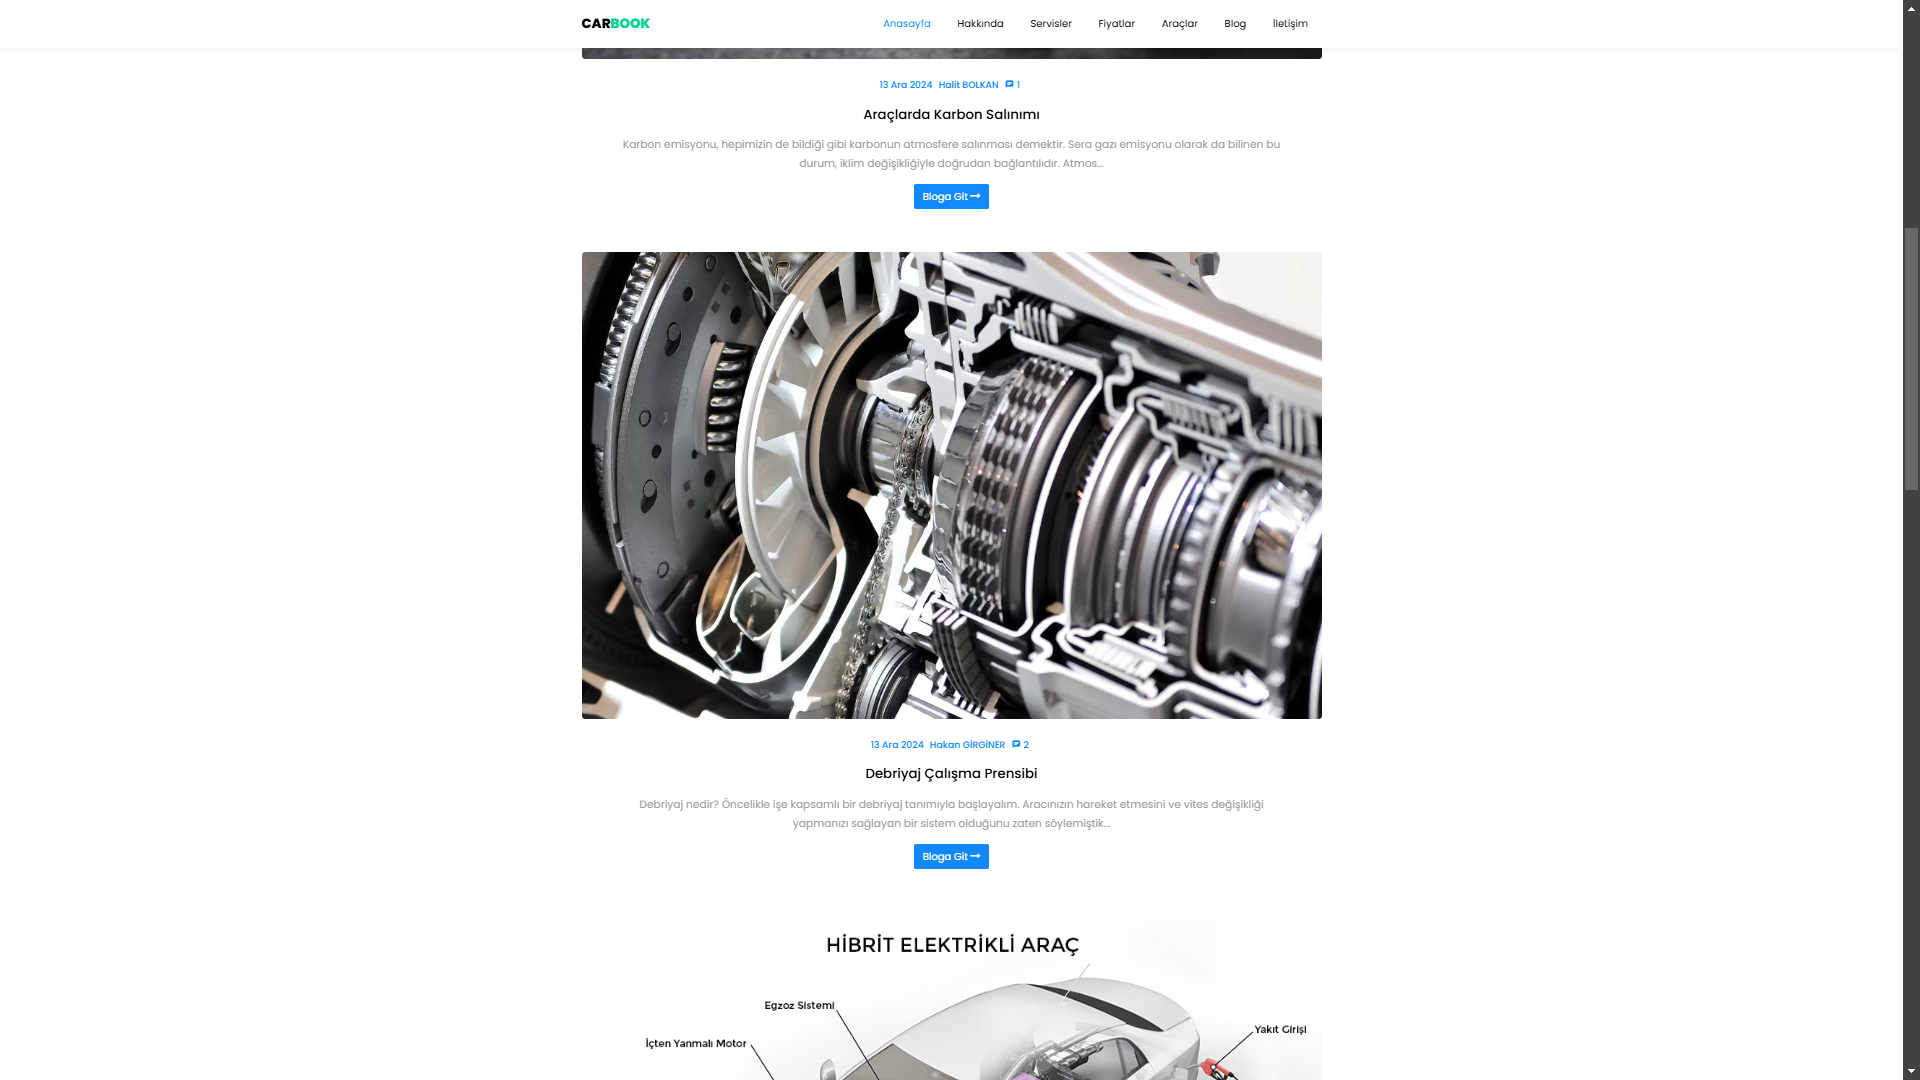 CARBOOK
Anasayfa Hakkında Servisler Fiyatlar Araçlar Blog İletişim
13 Ara 2024 Halit BOLKAN 1
Araçlarda Karbon Salınımı
Karbon emisyonu, hepimizin de bildiği gibi karbonun atmosfere salınması demektir. Sera gazı emisyonu olarak da bilinen bu
durum, iklim değişikliğiyle doğrudan bağlantılıdır. Atmos...
Bloga Git
13 Ara 2024 Hakan GİRGİNER 2
Debriyaj Çalışma Prensibi
Debriyaj nedir? Öncelikle işe kapsamlı bir debriyaj tanımıyla başlayalım. Aracınızın hareket etmesini ve vites değişikliği
yapmanızı sağlayan bir sistem olduğunu zaten söylemiştik...
Bloga Git
HİBRİT ELEKTRİKLİ ARAÇ
Egzoz Sistemi
Yakıt Girişi
İçten Yanmalı Motor